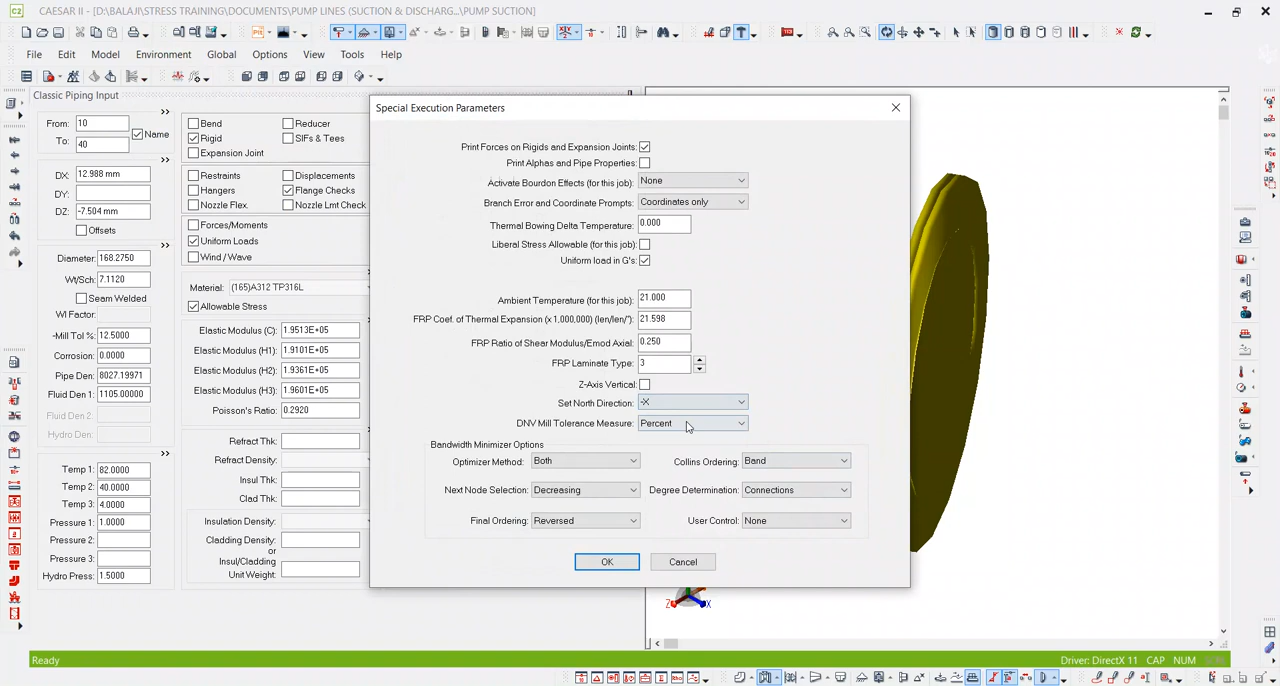 C2 CAESAR II - [D:\BALAJI\STRESS TRAINING\DOCUMENTS\PUMP LINES (SUCTION & DISCHARG...\PUMP SUCTION]
File Edit Model Environment Global Options View Tools Help
Classic Piping Input
>>
From: 10
To: 40
Name
>>
DX: 12.988 mm
DY:
DZ: -7.504 mm
Offsets
>>
Diameter: 168.2750
Wt/Sch: 7.1120
Seam Welded
WI Factor:
-Mill Tol %: 12.5000
Corrosion: 0.0000
Pipe Den: 8027.19971
Fluid Den 1: 1105.00000
Fluid Den 2:
Hydro Den:
>>
Temp 1: 82.0000
Temp 2: 40.0000
Temp 3: 4.0000
Pressure 1: 1.0000
Pressure 2:
Pressure 3:
Hydro Press: 1.5000
Bend Reducer
Rigid SIFs & Tees
Expansion Joint
Restraints Displacements
Hangers Flange Checks
Nozzle Flex. Nozzle Lmt Check
Forces/Moments
Uniform Loads
Wind / Wave
Material: (165)A312 TP316L
Allowable Stress
Elastic Modulus (C): 1.9513E+05
Elastic Modulus (H1): 1.9101E+05
Elastic Modulus (H2): 1.9361E+05
Elastic Modulus (H3): 1.9601E+05
Poisson's Ratio: 0.2920
Refract Thk:
Refract Density:
Insul Thk:
Clad Thk:
Insulation Density:
Cladding Density:
or
Insul/Cladding
Unit Weight:
Special Execution Parameters
Print Forces on Rigids and Expansion Joints:
Print Alphas and Pipe Properties:
Activate Bourdon Effects (for this job): None
Branch Error and Coordinate Prompts: Coordinates only
Thermal Bowing Delta Temperature: 0.000
Liberal Stress Allowable (for this job):
Uniform load in G's:
Ambient Temperature (for this job): 21.000
FRP Coef. of Thermal Expansion (x 1,000,000) (len/len/°): 21.598
FRP Ratio of Shear Modulus/Emod Axial: 0.250
FRP Laminate Type: 3
Z-Axis Vertical:
Set North Direction: -X
DNV Mill Tolerance Measure: Percent
Bandwidth Minimizer Options
Optimizer Method: Both Collins Ordering: Band
Next Node Selection: Decreasing Degree Determination: Connections
Final Ordering: Reversed User Control: None
OK Cancel
Z X
Ready Driver: DirectX 11 CAP NUM